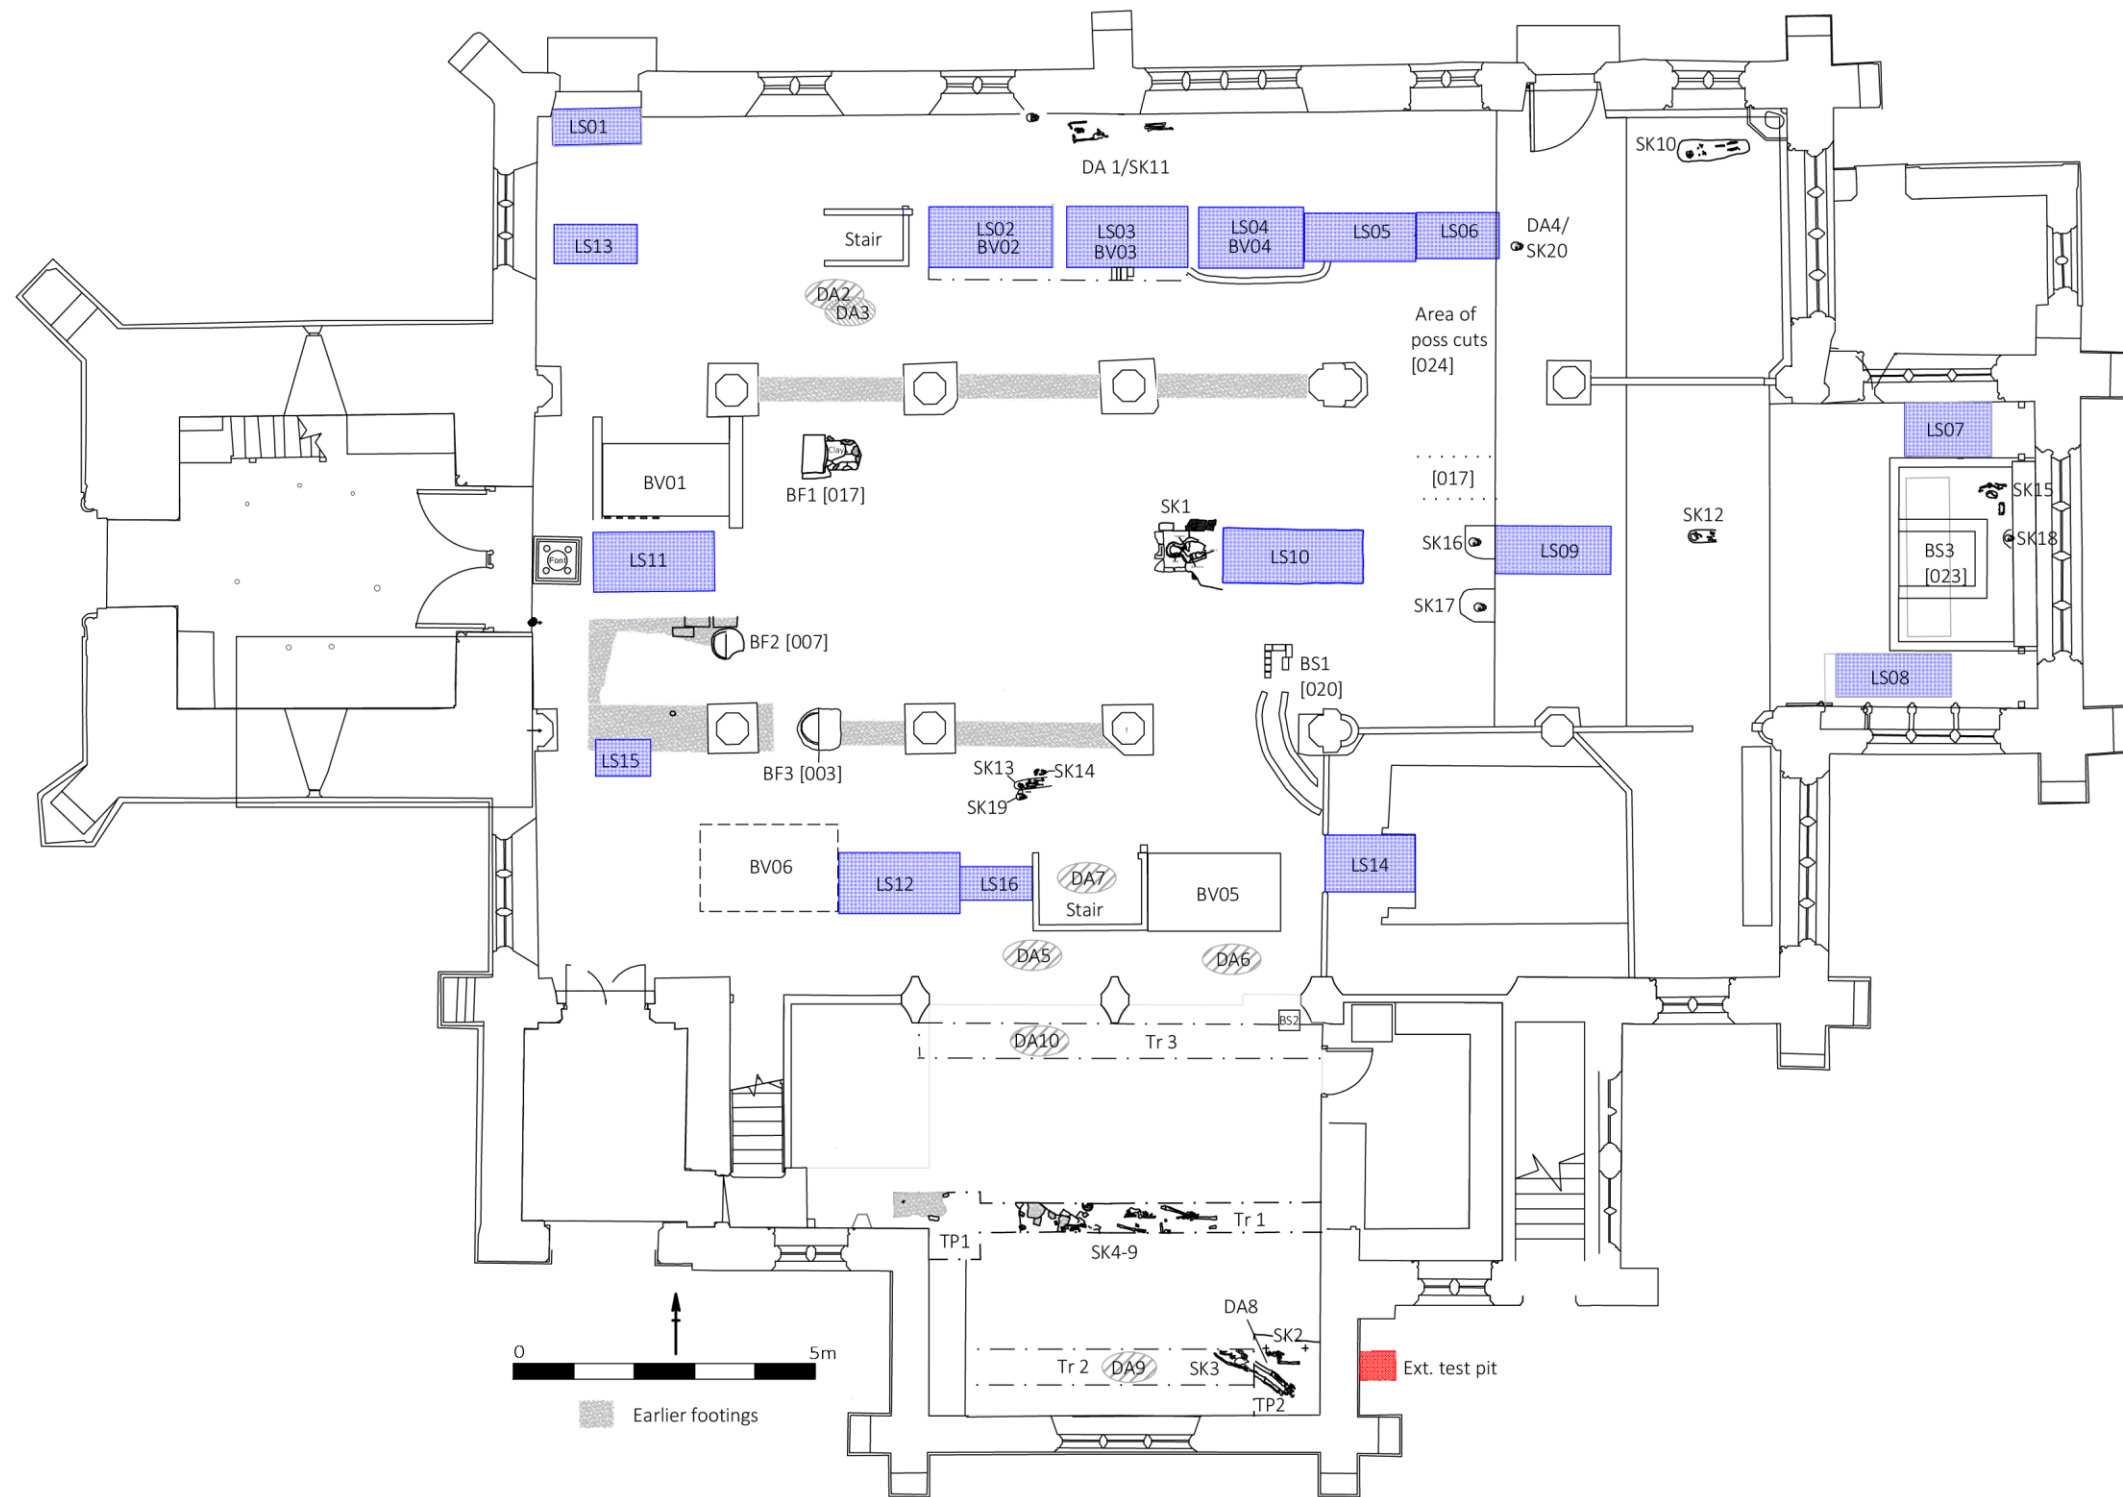 LS01
DA 1/SK11
SK10
LS13
Stair
LS02
BV02
LS03
BV03
LS04
BV04
LS05
LS06
DA4/
SK20
DA2
DA3
Area of
poss cuts
[024]
LS07
Clay
BF1 [017]
BV01
[017]
SK1
SK15
SK12
SK16
SK18
LS11
Font
LS10
LS09
BS3
[023]
SK17
BF2 [007]
BS1
[020]
LS08
LS15
BF3 [003]
SK13
SK14
SK19
BV06
LS12
LS16
DA7
Stair
BV05
LS14
DA5
DA6
BS2
DA10
Tr 3
Tr 1
TP1
SK4-9
DA8
SK2
Tr 2
DA9
SK3
TP2
Ext. test pit
0
5m
Earlier footings